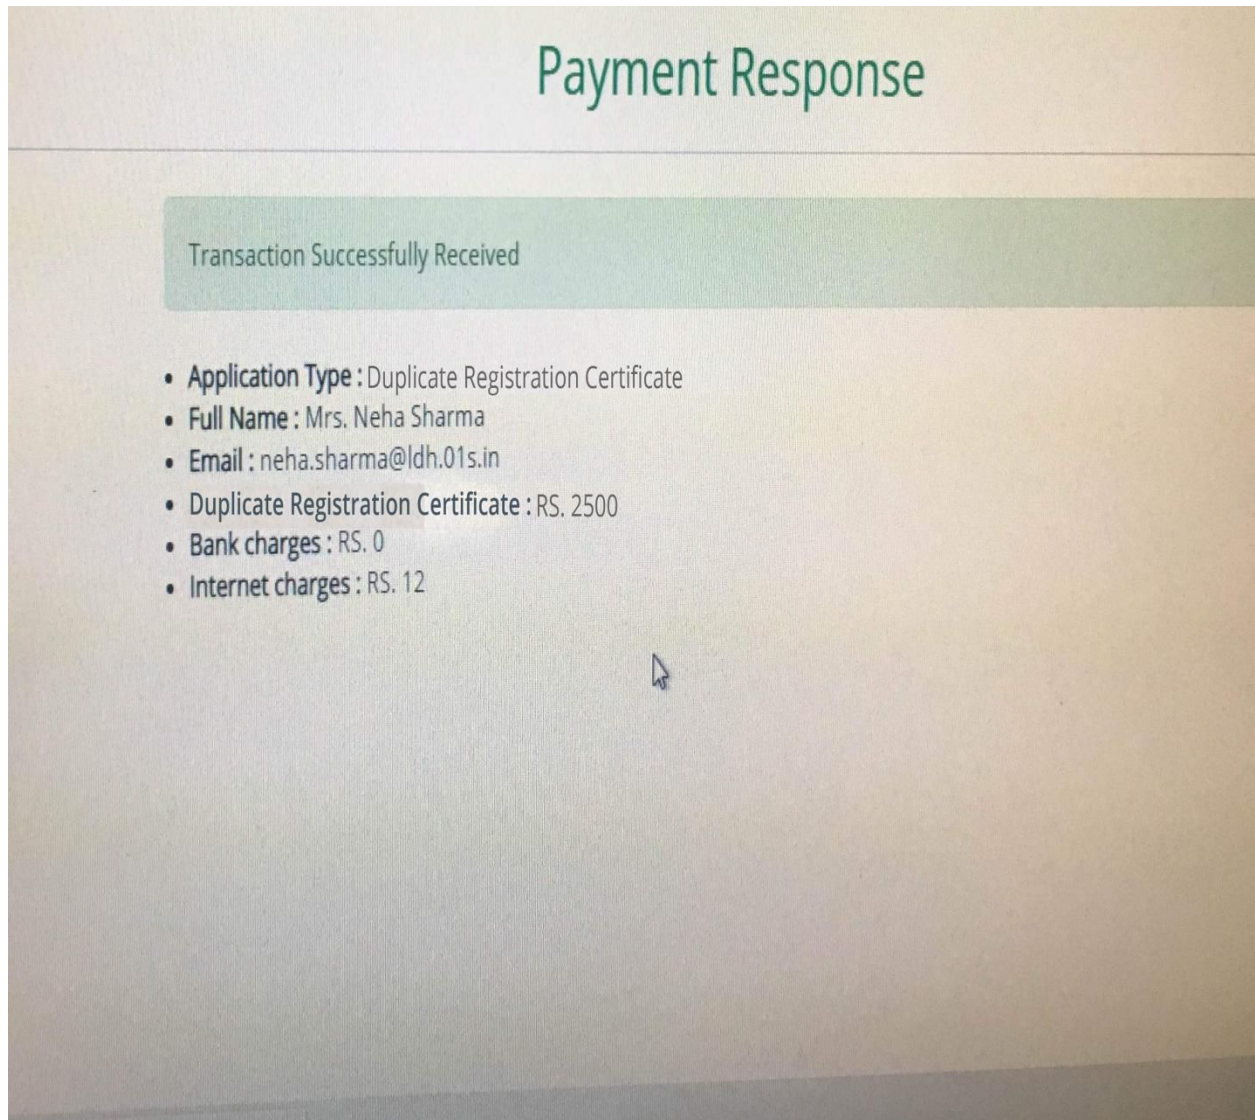 Payment Response
Transaction Successfully Received
• Application Type : Duplicate Registration Certificate
• Full Name : Mrs. Neha Sharma
• Email : neha.sharma@ldh.01s.in
• Duplicate Registration Certificate : RS. 2500
• Bank charges : RS. 0
• Internet charges : RS. 12